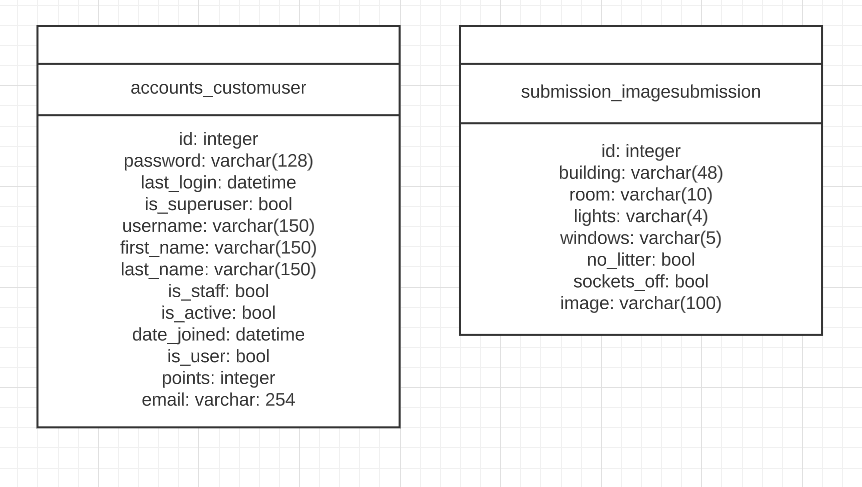 accounts_customuser
id: integer
password: varchar(128)
last_login: datetime
is_superuser: bool
username: varchar(150)
first_name: varchar(150)
last_name: varchar(150)
is_staff: bool
is_active: bool
date_joined: datetime
is_user: bool
points: integer
email: varchar: 254
submission_imagesubmission
id: integer
building: varchar(48)
room: varchar(10)
lights: varchar(4)
windows: varchar(5)
no_litter: bool
sockets_off: bool
image: varchar(100)